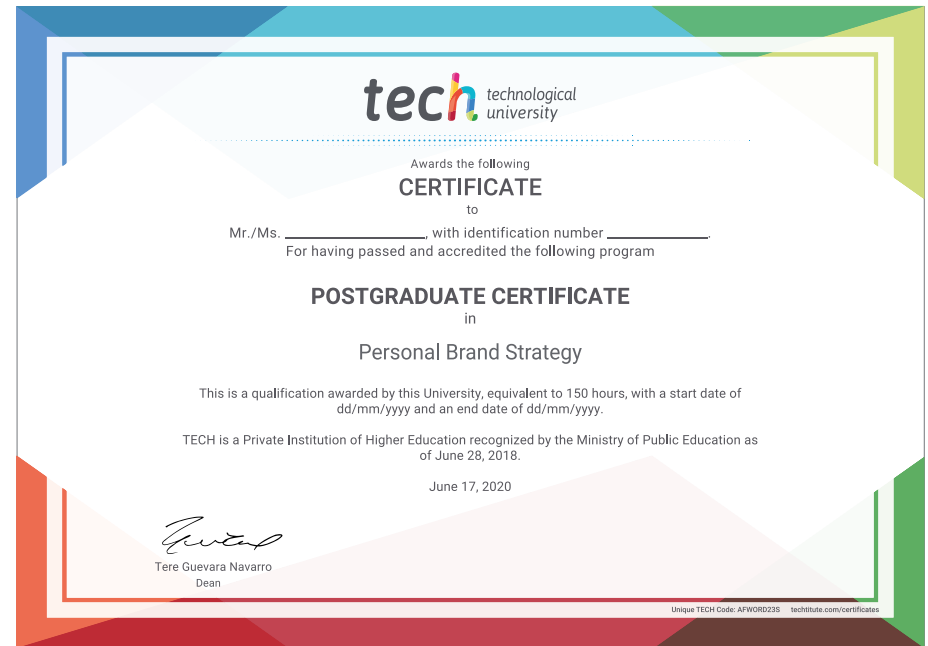 tech technological
university
Awards the following
CERTIFICATE
to
Mr./Ms. ____________________, with identification number ______________.
For having passed and accredited the following program
POSTGRADUATE CERTIFICATE
in
Personal Brand Strategy
This is a qualification awarded by this University, equivalent to 150 hours, with a start date of
dd/mm/yyyy and an end date of dd/mm/yyyy.
TECH is a Private Institution of Higher Education recognized by the Ministry of Public Education as
of June 28, 2018.
June 17, 2020
Tere Guevara Navarro
Dean
Unique TECH Code: AFWORD23S techtitute.com/certificates